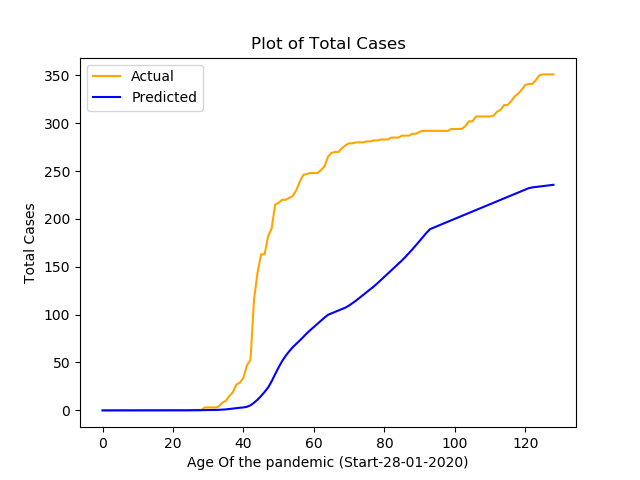 Plot of Total Cases
Actual
Predicted
350
300
250
200
150
100
50
0
Total Cases
0 20 40 60 80 100 120
Age Of the pandemic (Start-28-01-2020)